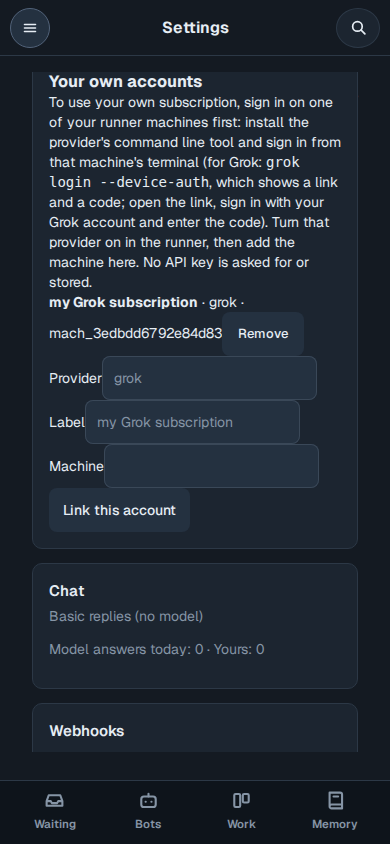 Settings
Your own accounts
To use your own subscription, sign in on one
of your runner machines first: install the
provider's command line tool and sign in from
that machine's terminal (for Grok: grok
login --device-auth, which shows a link
and a code; open the link, sign in with your
Grok account and enter the code). Turn that
provider on in the runner, then add the
machine here. No API key is asked for or
stored.
my Grok subscription · grok ·
mach_3edbdd6792e84d83 Remove
Provider grok
Label my Grok subscription
Machine
Link this account
Chat
Basic replies (no model)
Model answers today: 0 · Yours: 0
Webhooks
Waiting Bots Work Memory